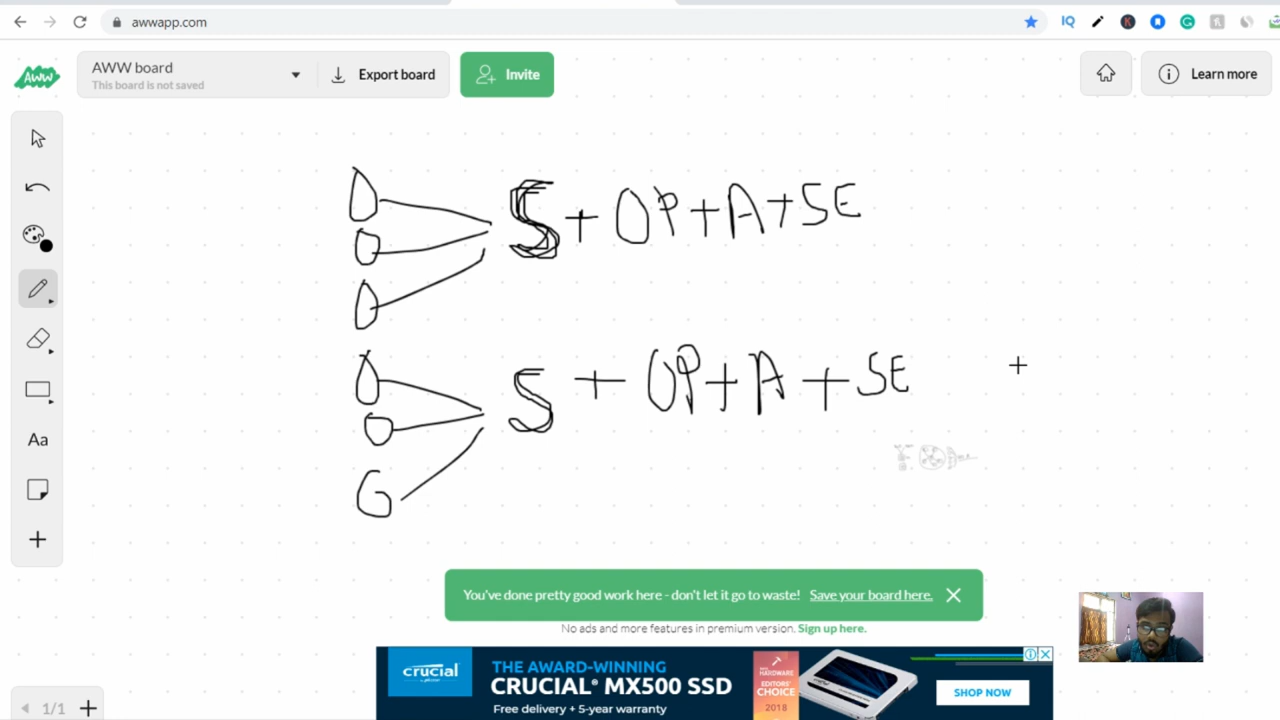 awwapp.com
AWW
AWW board
This board is not saved
Export board
Invite
Learn more
S + OP + A + SE
S + OP + A + SE
G
Aa
You've done pretty good work here - don't let it go to waste! Save your board here.
No ads and more features in premium version. Sign up here.
crucial
THE AWARD-WINNING
CRUCIAL® MX500 SSD
Free delivery + 5-year warranty
HARDWARE
EDITORS'
CHOICE
2018
SHOP NOW
1/1